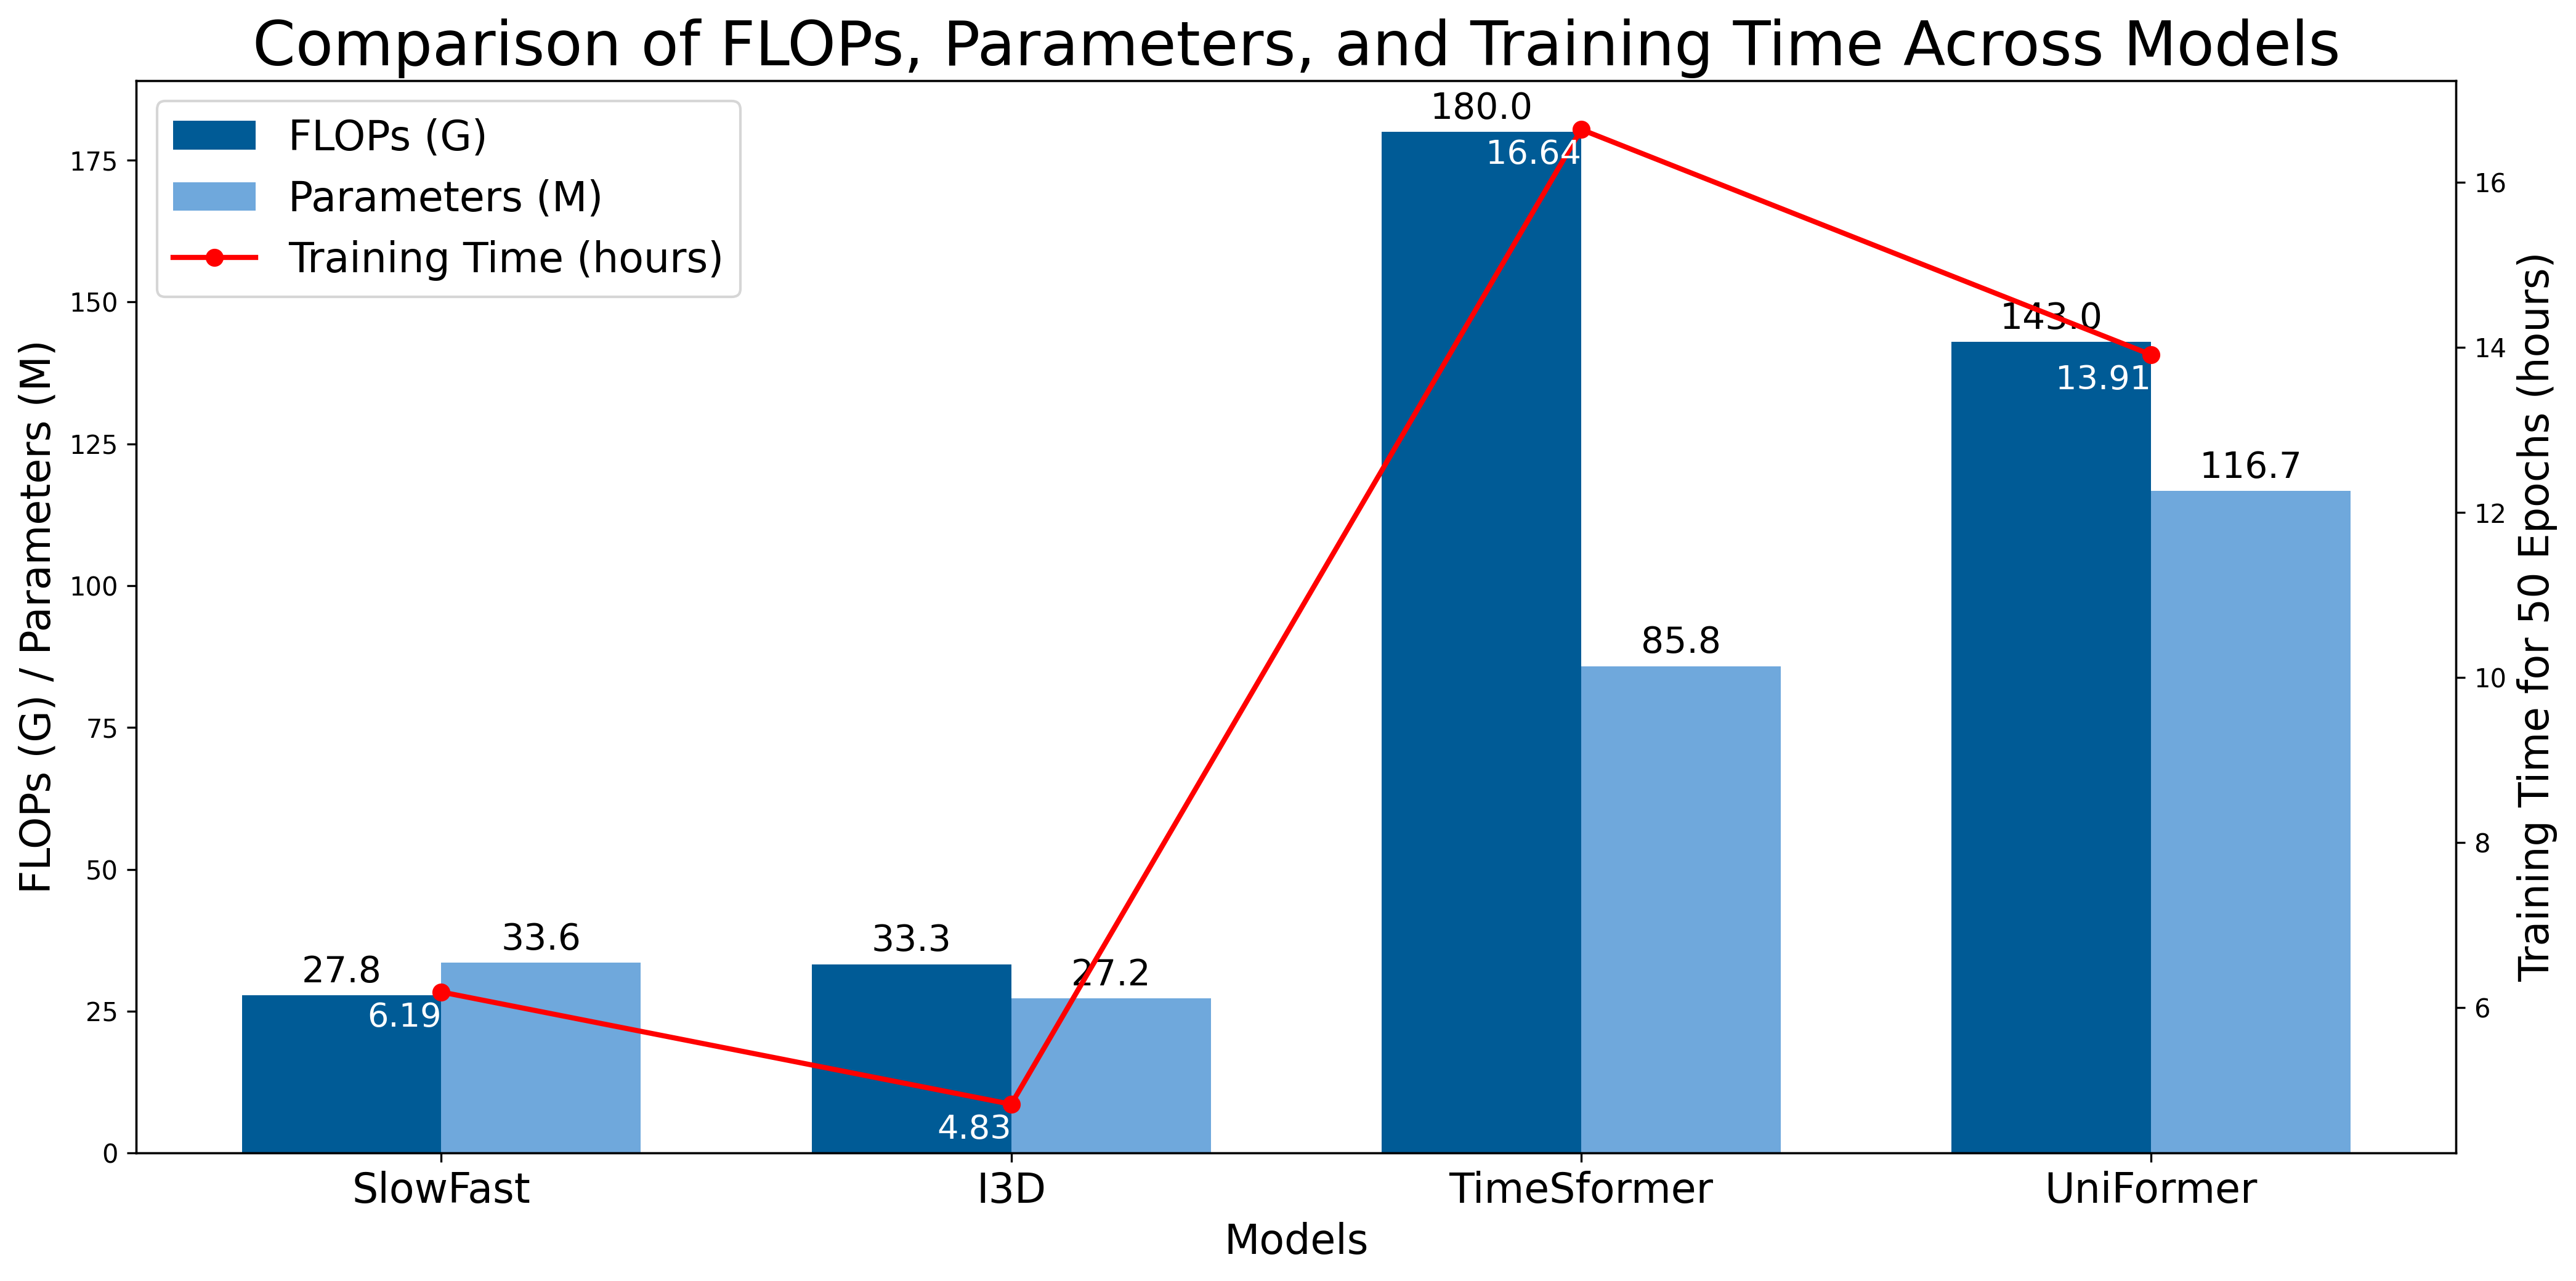 Comparison of FLOPs, Parameters, and Training Time Across Models
FLOPs (G)
Parameters (M)
Training Time (hours)
FLOPs (G) / Parameters (M)
175
150
125
100
75
50
25
0
27.8
33.6
6.19
33.3
27.2
4.83
180.0
16.64
85.8
143.0
13.91
116.7
16
14
12
10
8
6
Training Time for 50 Epochs (hours)
SlowFast
I3D
TimeSformer
UniFormer
Models